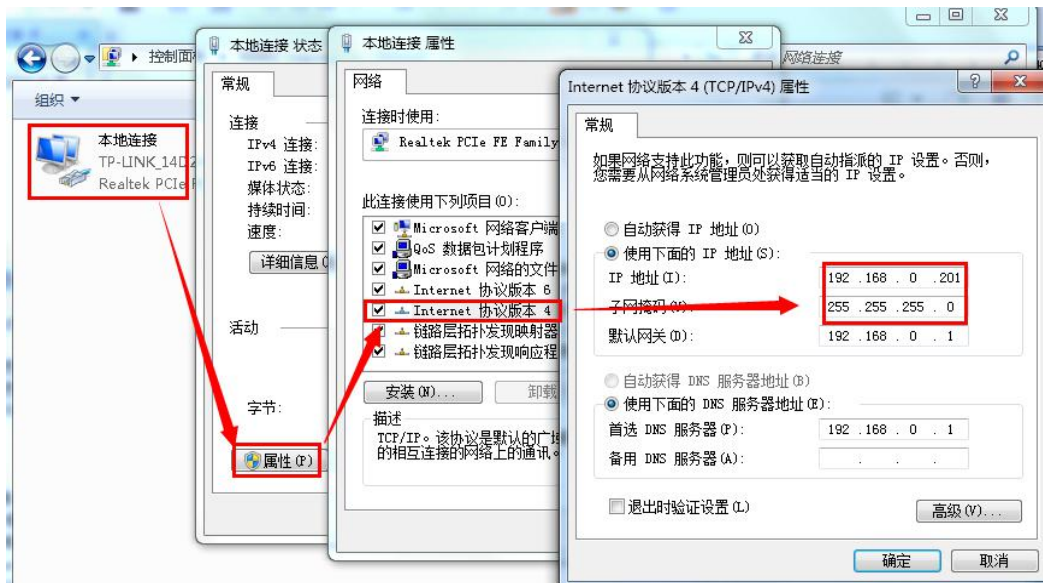 控制面
网络连接
组织
本地连接
TP-LINK_14D2
Realtek PCIe F
本地连接 状态
常规
连接
IPv4 连接:
IPv6 连接:
媒体状态:
持续时间:
速度:
详细信息(
活动
字节:
属性(P)
本地连接 属性
网络
连接时使用:
Realtek PCIe FE Family
此连接使用下列项目(O):
Microsoft 网络客户端
QoS 数据包计划程序
Microsoft 网络的文件
Internet 协议版本 6
Internet 协议版本 4
链路层拓扑发现映射器
链路层拓扑发现响应程
安装(N)...
卸载
描述
TCP/IP。该协议是默认的广域
的相互连接的网络上的通讯。
Internet 协议版本 4 (TCP/IPv4) 属性
常规
如果网络支持此功能，则可以获取自动指派的 IP 设置。否则，
您需要从网络系统管理员处获得适当的 IP 设置。
自动获得 IP 地址(O)
使用下面的 IP 地址(S):
IP 地址(I): 192 .168 . 0 .201
子网掩码(U): 255 .255 .255 . 0
默认网关(D): 192 .168 . 0 . 1
自动获得 DNS 服务器地址(B)
使用下面的 DNS 服务器地址(E):
首选 DNS 服务器(P): 192 .168 . 0 . 1
备用 DNS 服务器(A): . . .
退出时验证设置(L)
高级(V)...
确定
取消